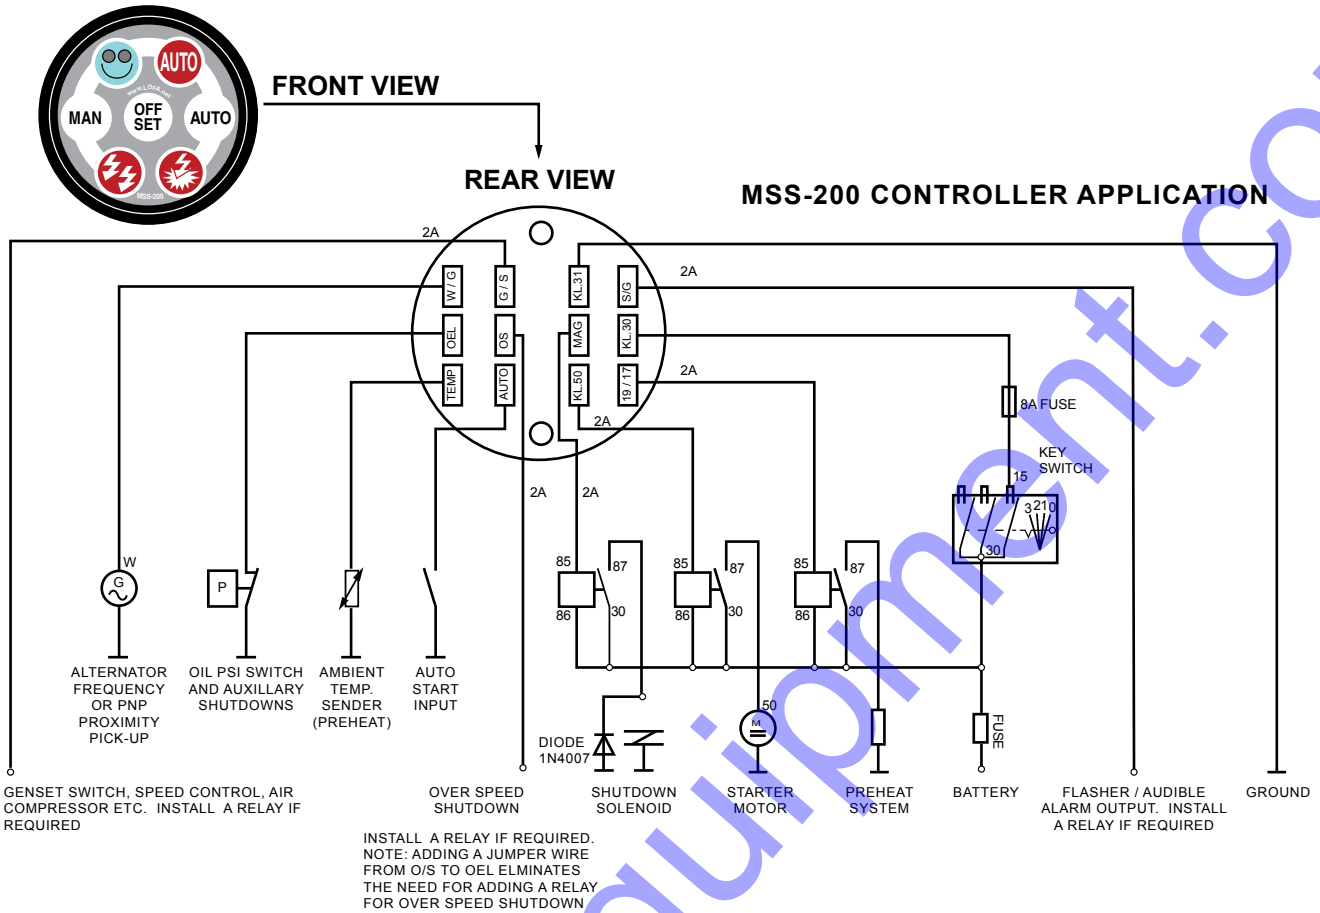 AUTO
www.LOFA.net
MAN
OFF
SET
AUTO
MSS-200
FRONT VIEW
REAR VIEW
MSS-200 CONTROLLER APPLICATION
2A
W / G
G / S
KL.31
S/G
2A
OEL
OS
MAG
KL.30
TEMP
AUTO
KL.50
19 / 17
2A
2A
8A FUSE
KEY
SWITCH
15
3 2 1 0
30
2A
2A
W
G
P
85
87
86
30
85
87
86
30
85
87
86
30
ALTERNATOR
FREQUENCY
OR PNP
PROXIMITY
PICK-UP
OIL PSI SWITCH
AND AUXILLARY
SHUTDOWNS
AMBIENT
TEMP.
SENDER
(PREHEAT)
AUTO
START
INPUT
50
M
FUSE
DIODE
1N4007
GENSET SWITCH, SPEED CONTROL, AIR
COMPRESSOR ETC. INSTALL A RELAY IF
REQUIRED
OVER SPEED
SHUTDOWN
SHUTDOWN
SOLENOID
STARTER
MOTOR
PREHEAT
SYSTEM
BATTERY
FLASHER / AUDIBLE
ALARM OUTPUT. INSTALL
A RELAY IF REQUIRED
GROUND
INSTALL A RELAY IF REQUIRED.
NOTE: ADDING A JUMPER WIRE
FROM O/S TO OEL ELMINATES
THE NEED FOR ADDING A RELAY
FOR OVER SPEED SHUTDOWN
quipment.co